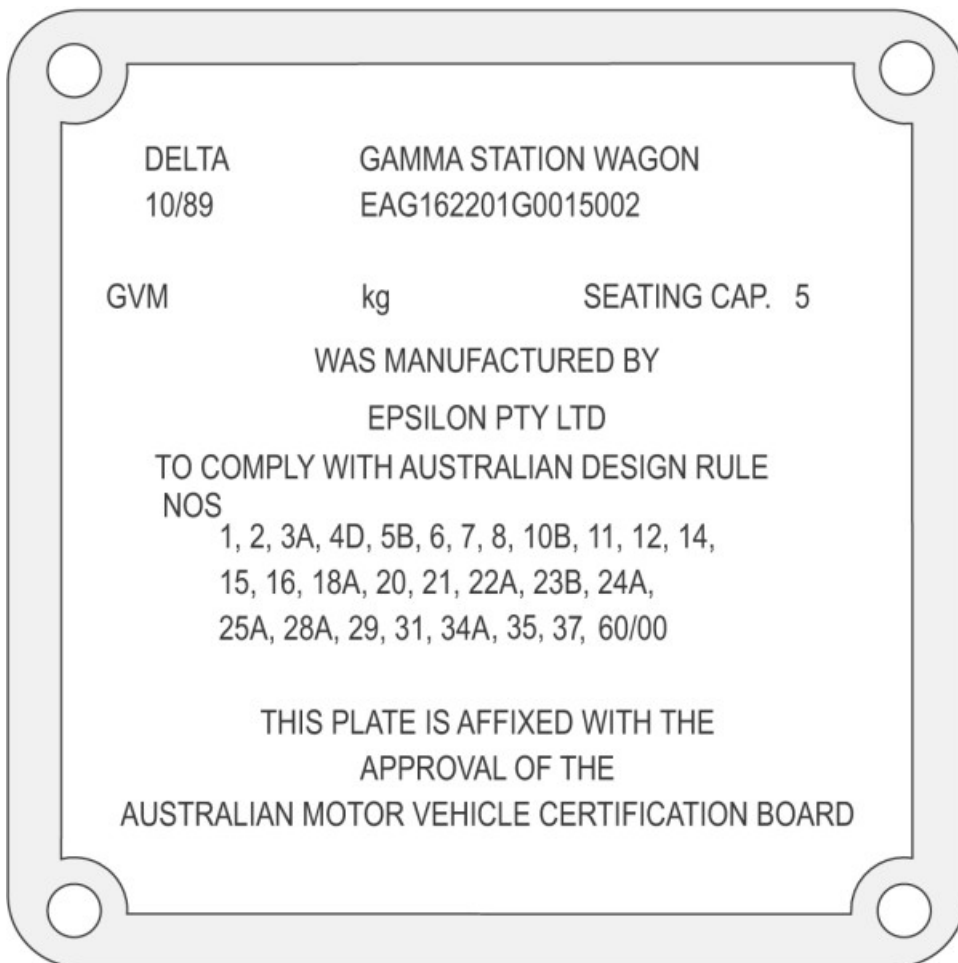 DELTA GAMMA STATION WAGON
10/89 EAG162201G0015002
GVM kg SEATING CAP. 5
WAS MANUFACTURED BY
EPSILON PTY LTD
TO COMPLY WITH AUSTRALIAN DESIGN RULE
NOS
1, 2, 3A, 4D, 5B, 6, 7, 8, 10B, 11, 12, 14,
15, 16, 18A, 20, 21, 22A, 23B, 24A,
25A, 28A, 29, 31, 34A, 35, 37, 60/00
THIS PLATE IS AFFIXED WITH THE
APPROVAL OF THE
AUSTRALIAN MOTOR VEHICLE CERTIFICATION BOARD